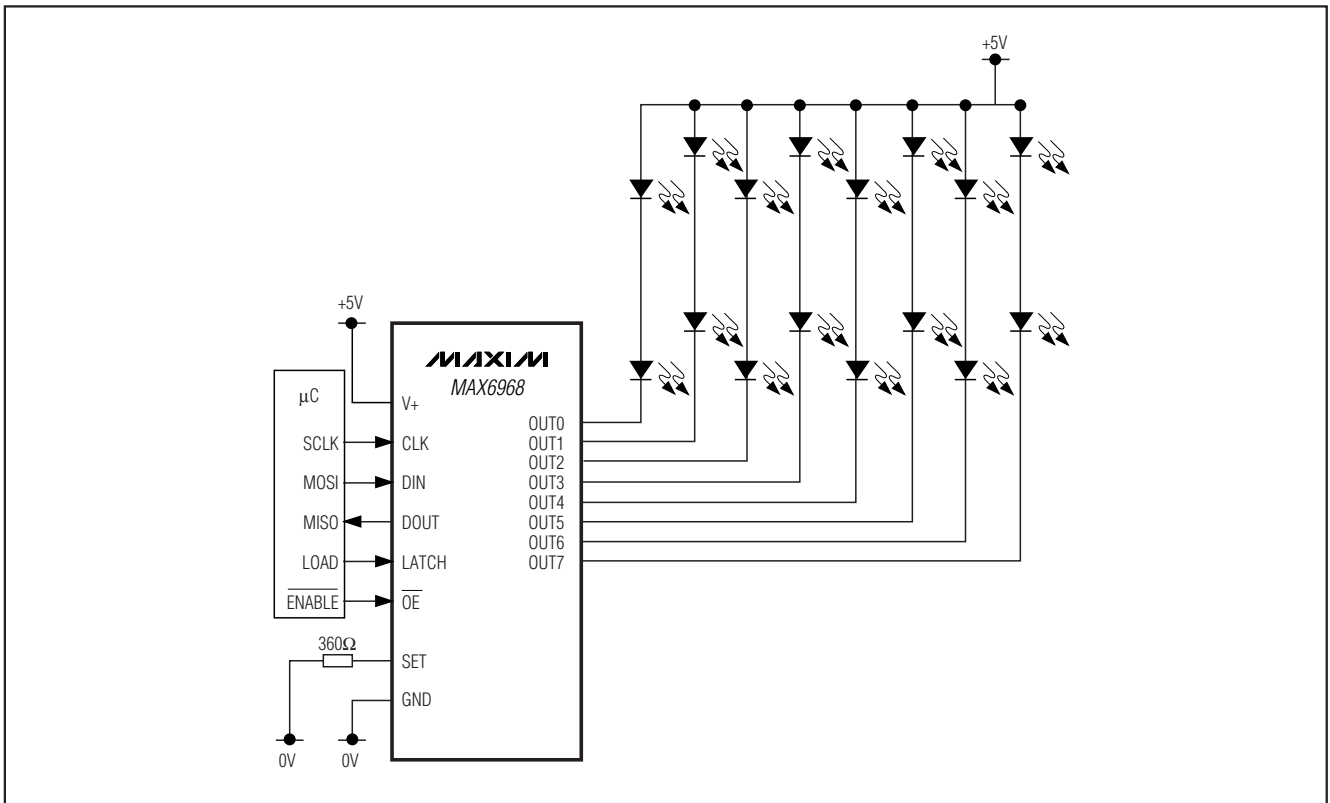 +5V
+5V
MAXIM
MAX6968
µC
V+
SCLK
CLK
MOSI
DIN
MISO
DOUT
LOAD
LATCH
ENABLE
OE
OUT0
OUT1
OUT2
OUT3
OUT4
OUT5
OUT6
OUT7
360Ω
SET
GND
0V
0V